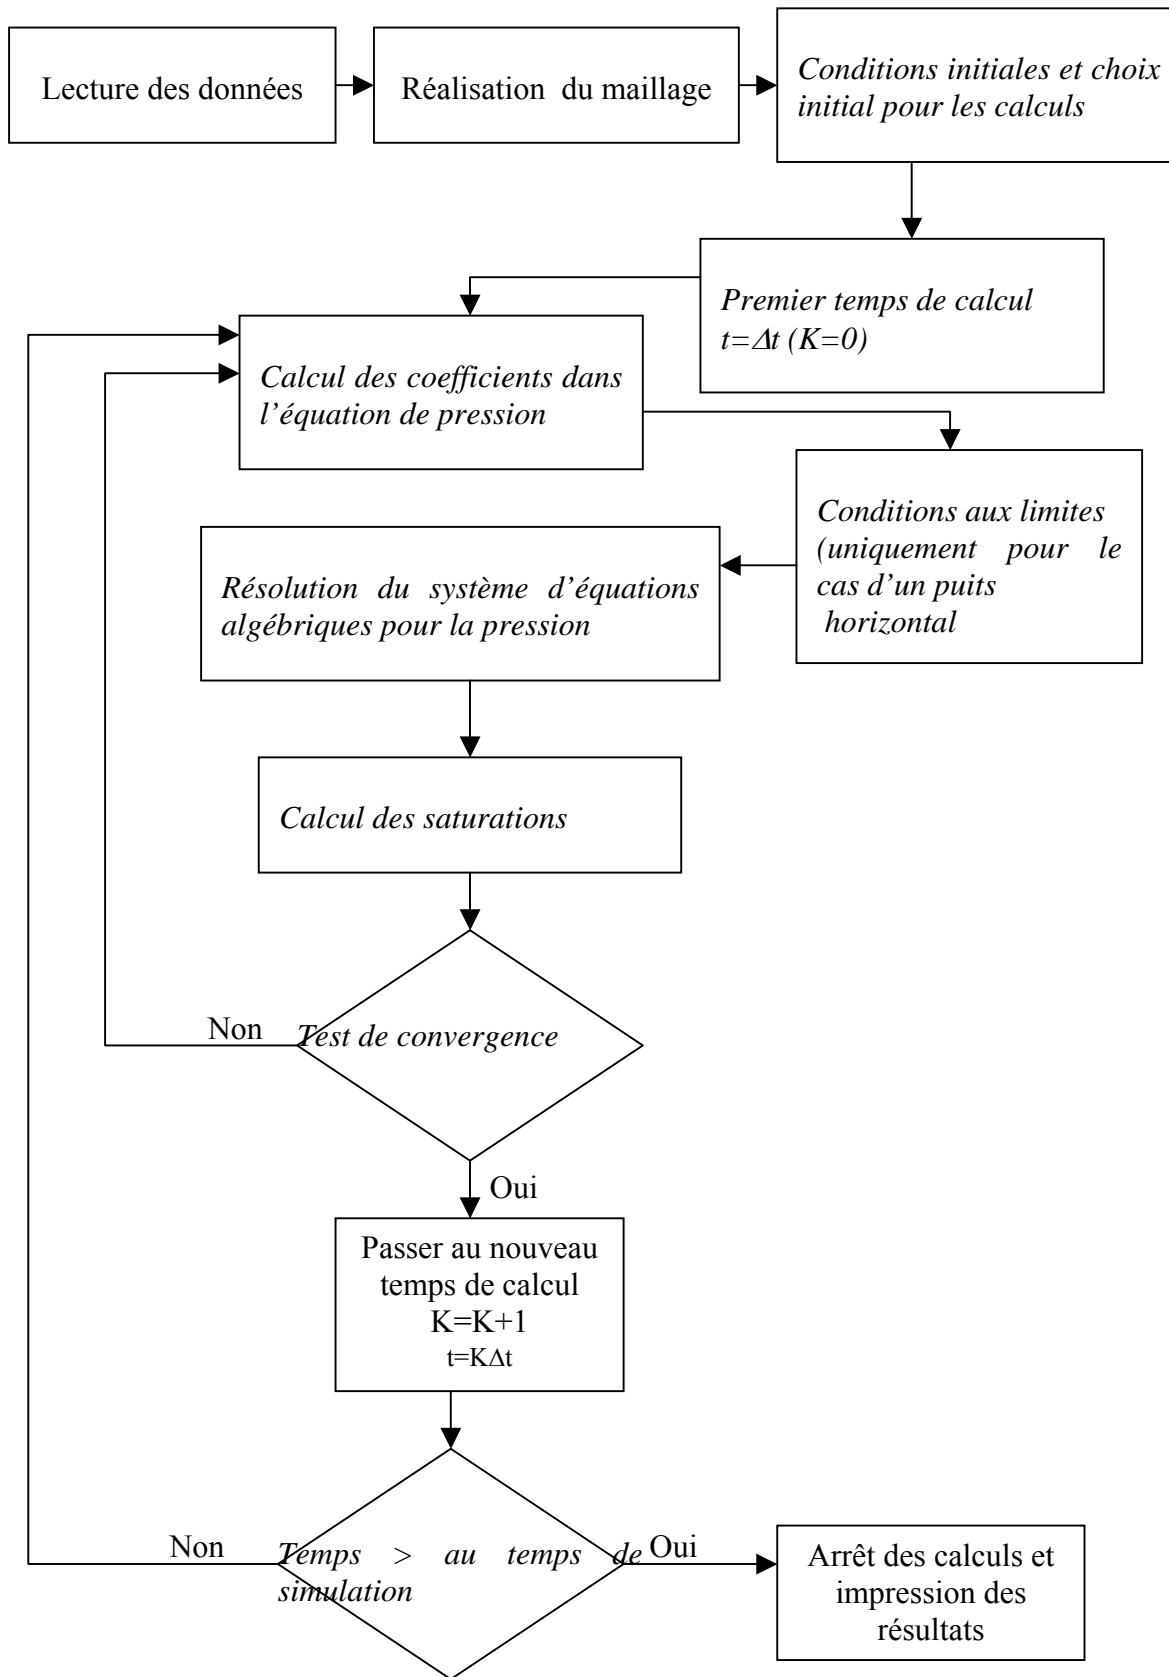 Lecture des données
Réalisation du maillage
Conditions initiales et choix
initial pour les calculs
Premier temps de calcul
t=Δt (K=0)
Calcul des coefficients dans
l’équation de pression
Conditions aux limites
(uniquement pour le
cas d’un puits
horizontal
Résolution du système d’équations
algébriques pour la pression
Calcul des saturations
Non
Test de convergence
Oui
Passer au nouveau
temps de calcul
K=K+1
t=KΔt
Non
Temps > au temps de
simulation
Oui
Arrêt des calculs et
impression des
résultats